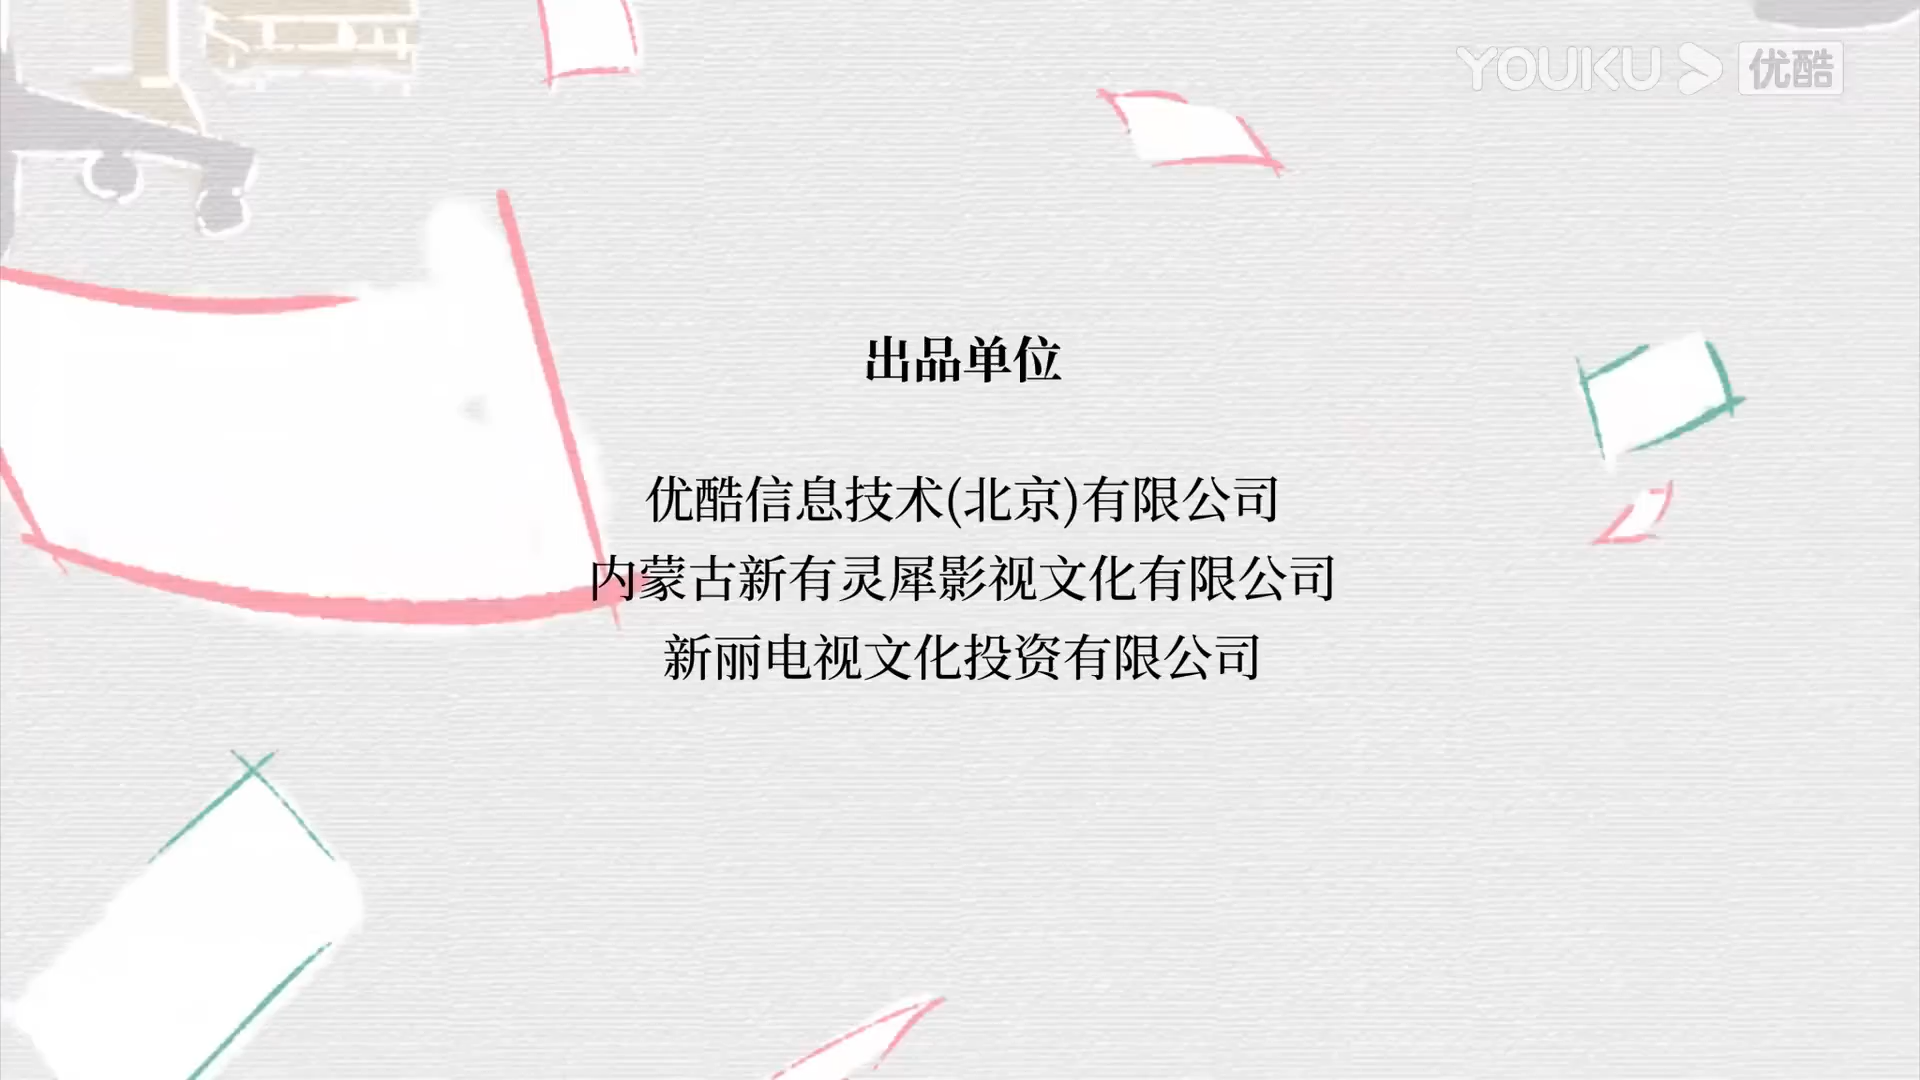 YOUKU 优酷
出品单位
优酷信息技术(北京)有限公司
内蒙古新有灵犀影视文化有限公司
新丽电视文化投资有限公司